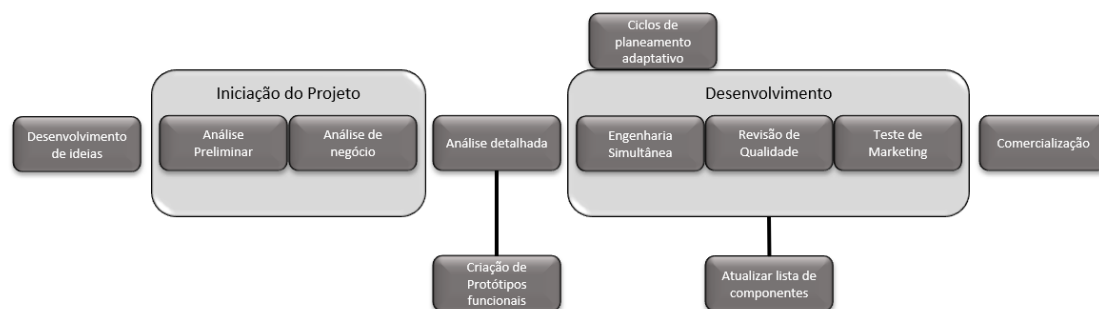 Ciclos de
planeamento
adaptativo
Iniciação do Projeto
Desenvolvimento
Desenvolvimento
de ideias
Análise
Preliminar
Análise de
negócio
Análise detalhada
Engenharia
Simultânea
Revisão de
Qualidade
Teste de
Marketing
Comercialização
Criação de
Protótipos
funcionais
Atualizar lista de
componentes